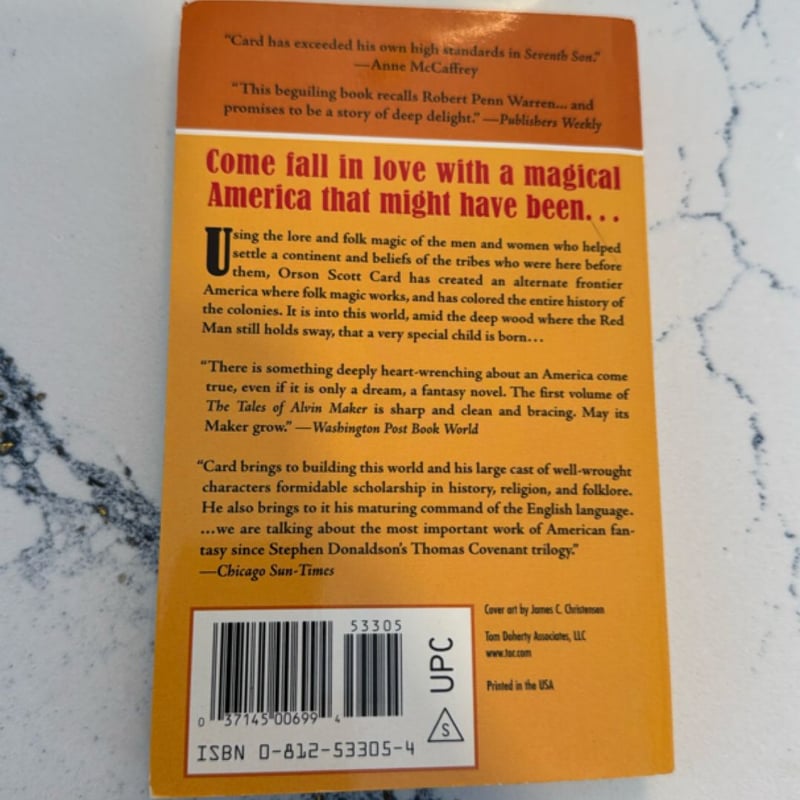 “Card has exceeded his own high standards in Seventh Son.”
—Anne McCaffrey
“This beguiling book recalls Robert Penn Warren... and
promises to be a story of deep delight.” —Publishers Weekly
Come fall in love with a magical
America that might have been...
Using the lore and folk magic of the men and women who helped
settle a continent and beliefs of the tribes who were here before
them, Orson Scott Card has created an alternate frontier
America where folk magic works, and has colored the entire history of
the colonies. It is into this world, amid the deep wood where the Red
Man still holds sway, that a very special child is born...
“There is something deeply heart-wrenching about an America come
true, even if it is only a dream, a fantasy novel. The first volume of
The Tales of Alvin Maker is sharp and clean and bracing. May its
Maker grow.” —Washington Post Book World
“Card brings to building this world and his large cast of well-wrought
characters formidable scholarship in history, religion, and folklore.
He also brings to it his maturing command of the English language.
...we are talking about the most important work of American fan-
tasy since Stephen Donaldson's Thomas Covenant trilogy.”
—Chicago Sun-Times
53305
0 37145 00699 4
UPC
S
ISBN 0-812-53305-4
Cover art by James C. Christensen
Tom Doherty Associates, LLC
www.tor.com
Printed in the USA